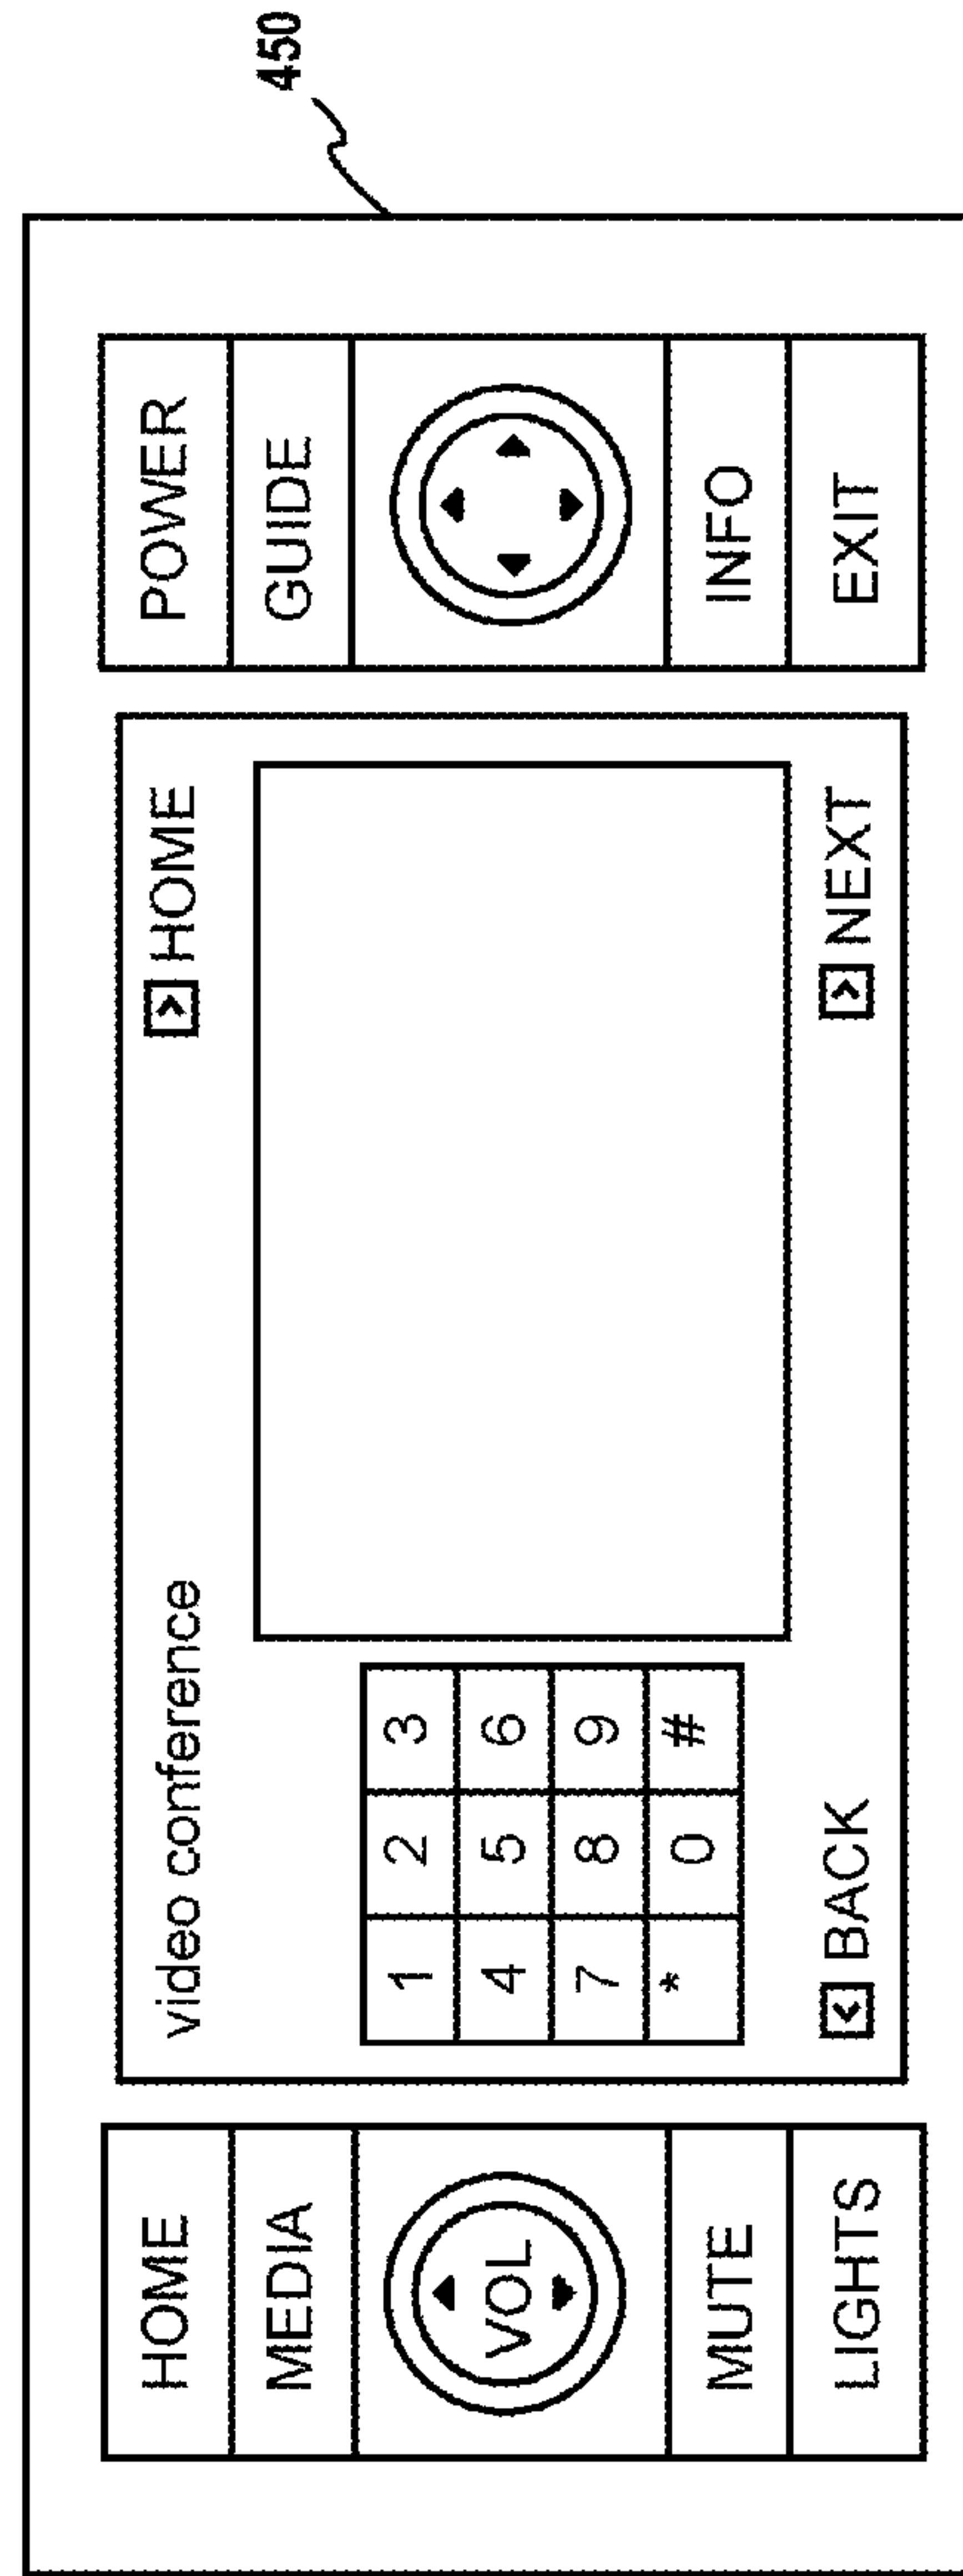 450
HOME
MEDIA
VOL
MUTE
LIGHTS
video conference
> HOME
1 2 3
4 5 6
7 8 9
* 0 #
< BACK
> NEXT
POWER
GUIDE
INFO
EXIT